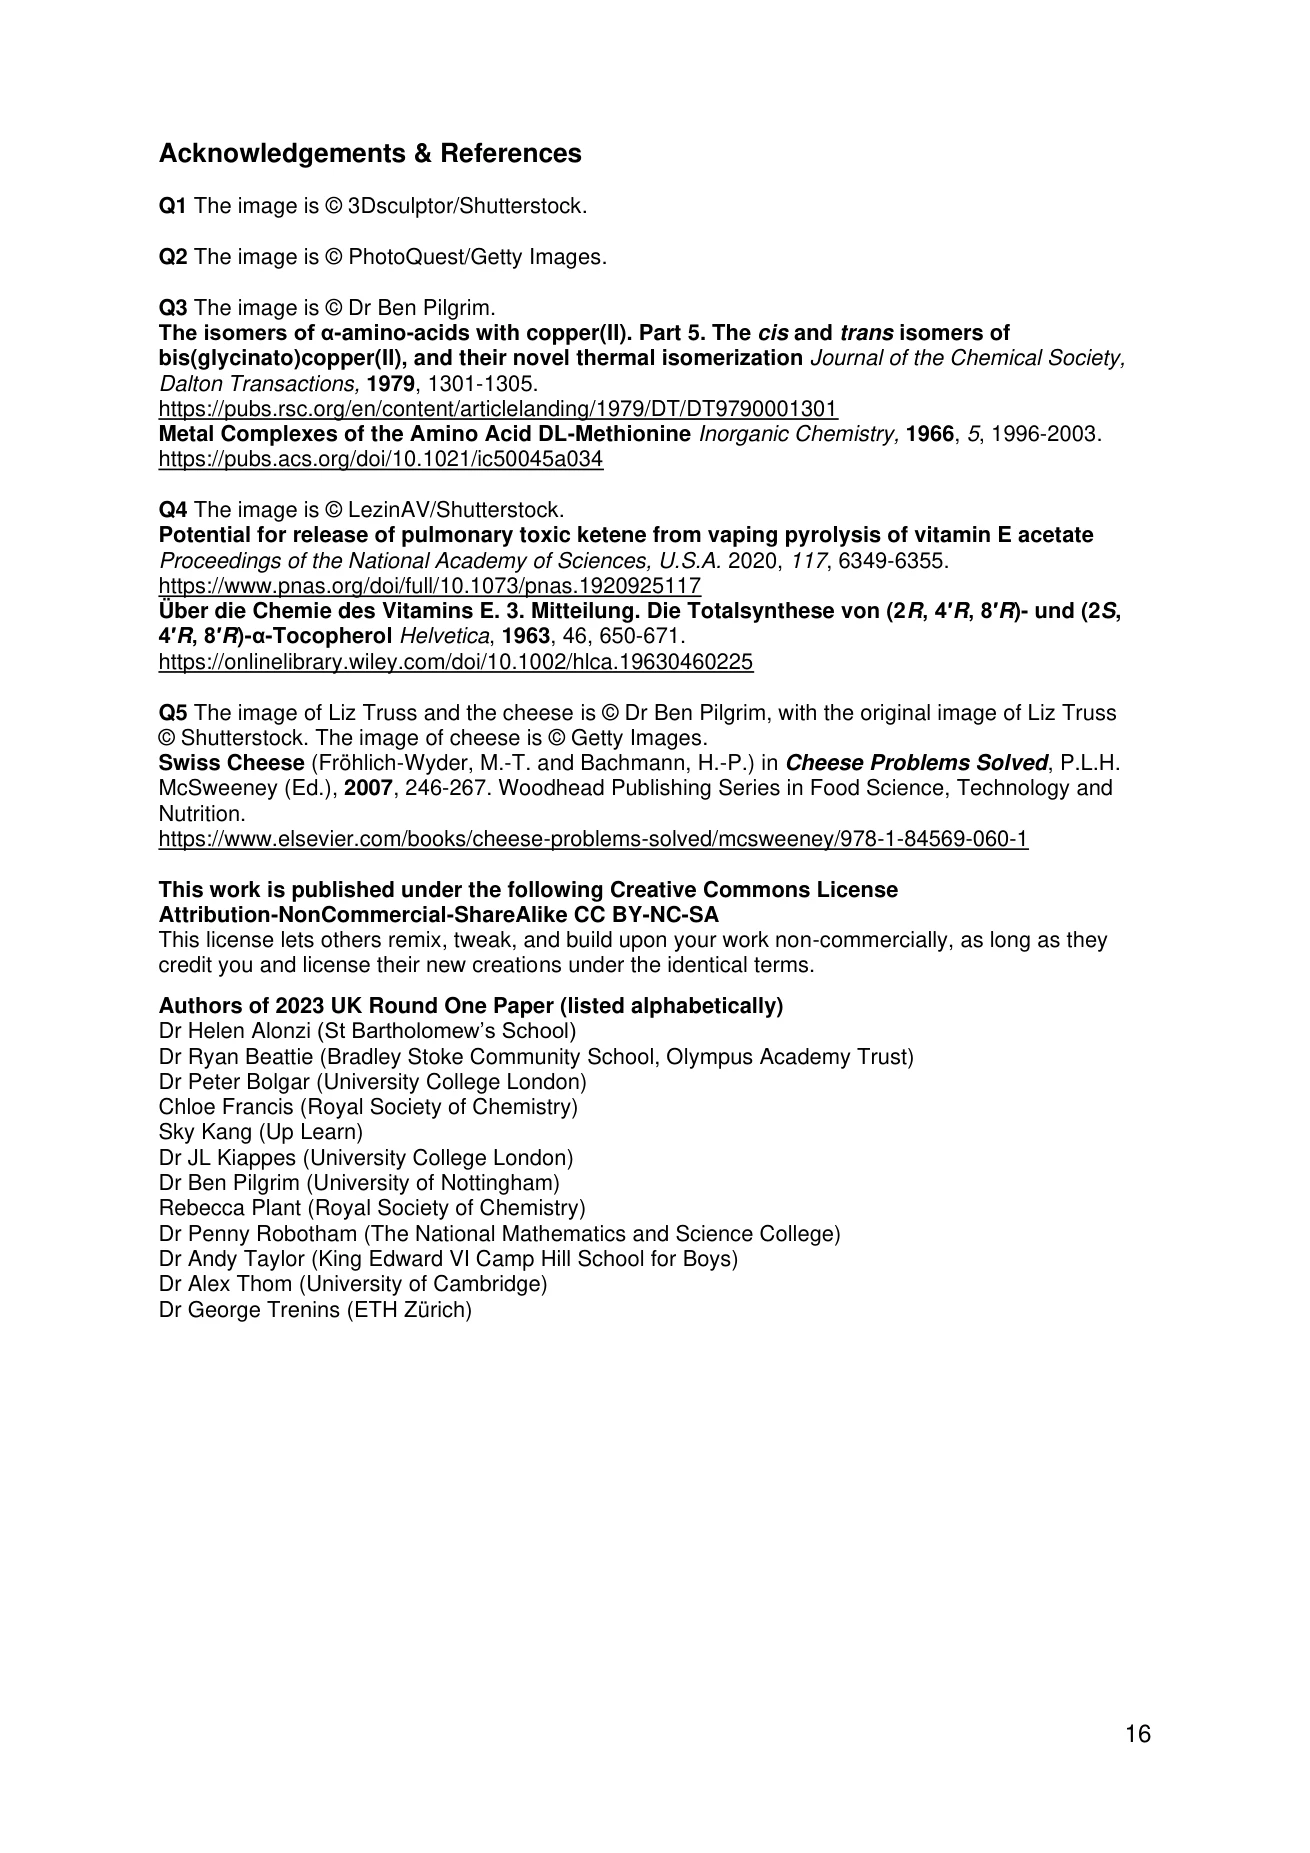 Acknowledgements & References
Q1 The image is © 3Dsculptor/Shutterstock.
Q2 The image is © PhotoQuest/Getty Images.
Q3 The image is © Dr Ben Pilgrim.
The isomers of α-amino-acids with copper(II). Part 5. The cis and trans isomers of
bis(glycinato)copper(II), and their novel thermal isomerization Journal of the Chemical Society,
Dalton Transactions, 1979, 1301-1305.
https://pubs.rsc.org/en/content/articlelanding/1979/DT/DT9790001301
Metal Complexes of the Amino Acid DL-Methionine Inorganic Chemistry, 1966, 5, 1996-2003.
https://pubs.acs.org/doi/10.1021/ic50045a034
Q4 The image is © LezinAV/Shutterstock.
Potential for release of pulmonary toxic ketene from vaping pyrolysis of vitamin E acetate
Proceedings of the National Academy of Sciences, U.S.A. 2020, 117, 6349-6355.
https://www.pnas.org/doi/full/10.1073/pnas.1920925117
Über die Chemie des Vitamins E. 3. Mitteilung. Die Totalsynthese von (2R, 4′R, 8′R)- und (2S,
4′R, 8′R)-α-Tocopherol Helvetica, 1963, 46, 650-671.
https://onlinelibrary.wiley.com/doi/10.1002/hlca.19630460225
Q5 The image of Liz Truss and the cheese is © Dr Ben Pilgrim, with the original image of Liz Truss
© Shutterstock. The image of cheese is © Getty Images.
Swiss Cheese (Fröhlich-Wyder, M.-T. and Bachmann, H.-P.) in Cheese Problems Solved, P.L.H.
McSweeney (Ed.), 2007, 246-267. Woodhead Publishing Series in Food Science, Technology and
Nutrition.
https://www.elsevier.com/books/cheese-problems-solved/mcsweeney/978-1-84569-060-1
This work is published under the following Creative Commons License
Attribution-NonCommercial-ShareAlike CC BY-NC-SA
This license lets others remix, tweak, and build upon your work non-commercially, as long as they
credit you and license their new creations under the identical terms.
Authors of 2023 UK Round One Paper (listed alphabetically)
Dr Helen Alonzi (St Bartholomew’s School)
Dr Ryan Beattie (Bradley Stoke Community School, Olympus Academy Trust)
Dr Peter Bolgar (University College London)
Chloe Francis (Royal Society of Chemistry)
Sky Kang (Up Learn)
Dr JL Kiappes (University College London)
Dr Ben Pilgrim (University of Nottingham)
Rebecca Plant (Royal Society of Chemistry)
Dr Penny Robotham (The National Mathematics and Science College)
Dr Andy Taylor (King Edward VI Camp Hill School for Boys)
Dr Alex Thom (University of Cambridge)
Dr George Trenins (ETH Zürich)
16